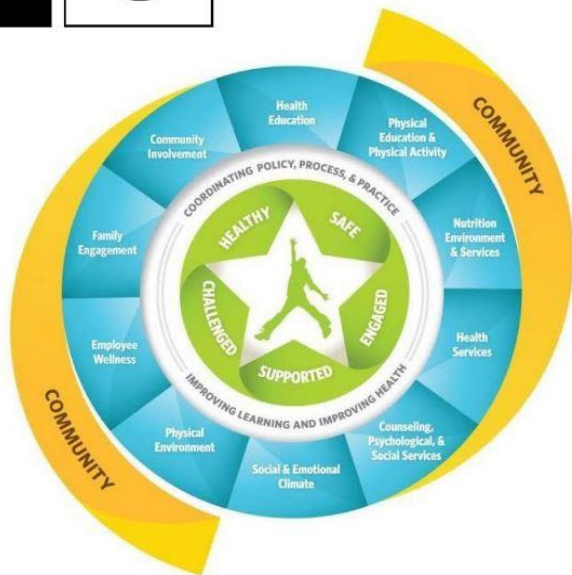 COMMUNITY
Health
Education
Physical
Education &
Physical Activity
Nutrition
Environment
& Services
Health
Services
Counseling,
Psychological, &
Social Services
Social & Emotional
Climate
Physical
Environment
Employee
Wellness
Family
Engagement
Community
Involvement
COORDINATING POLICY, PROCESS, & PRACTICE
IMPROVING LEARNING AND IMPROVING HEALTH
HEALTHY
SAFE
ENGAGED
SUPPORTED
CHALLENGED
COMMUNITY